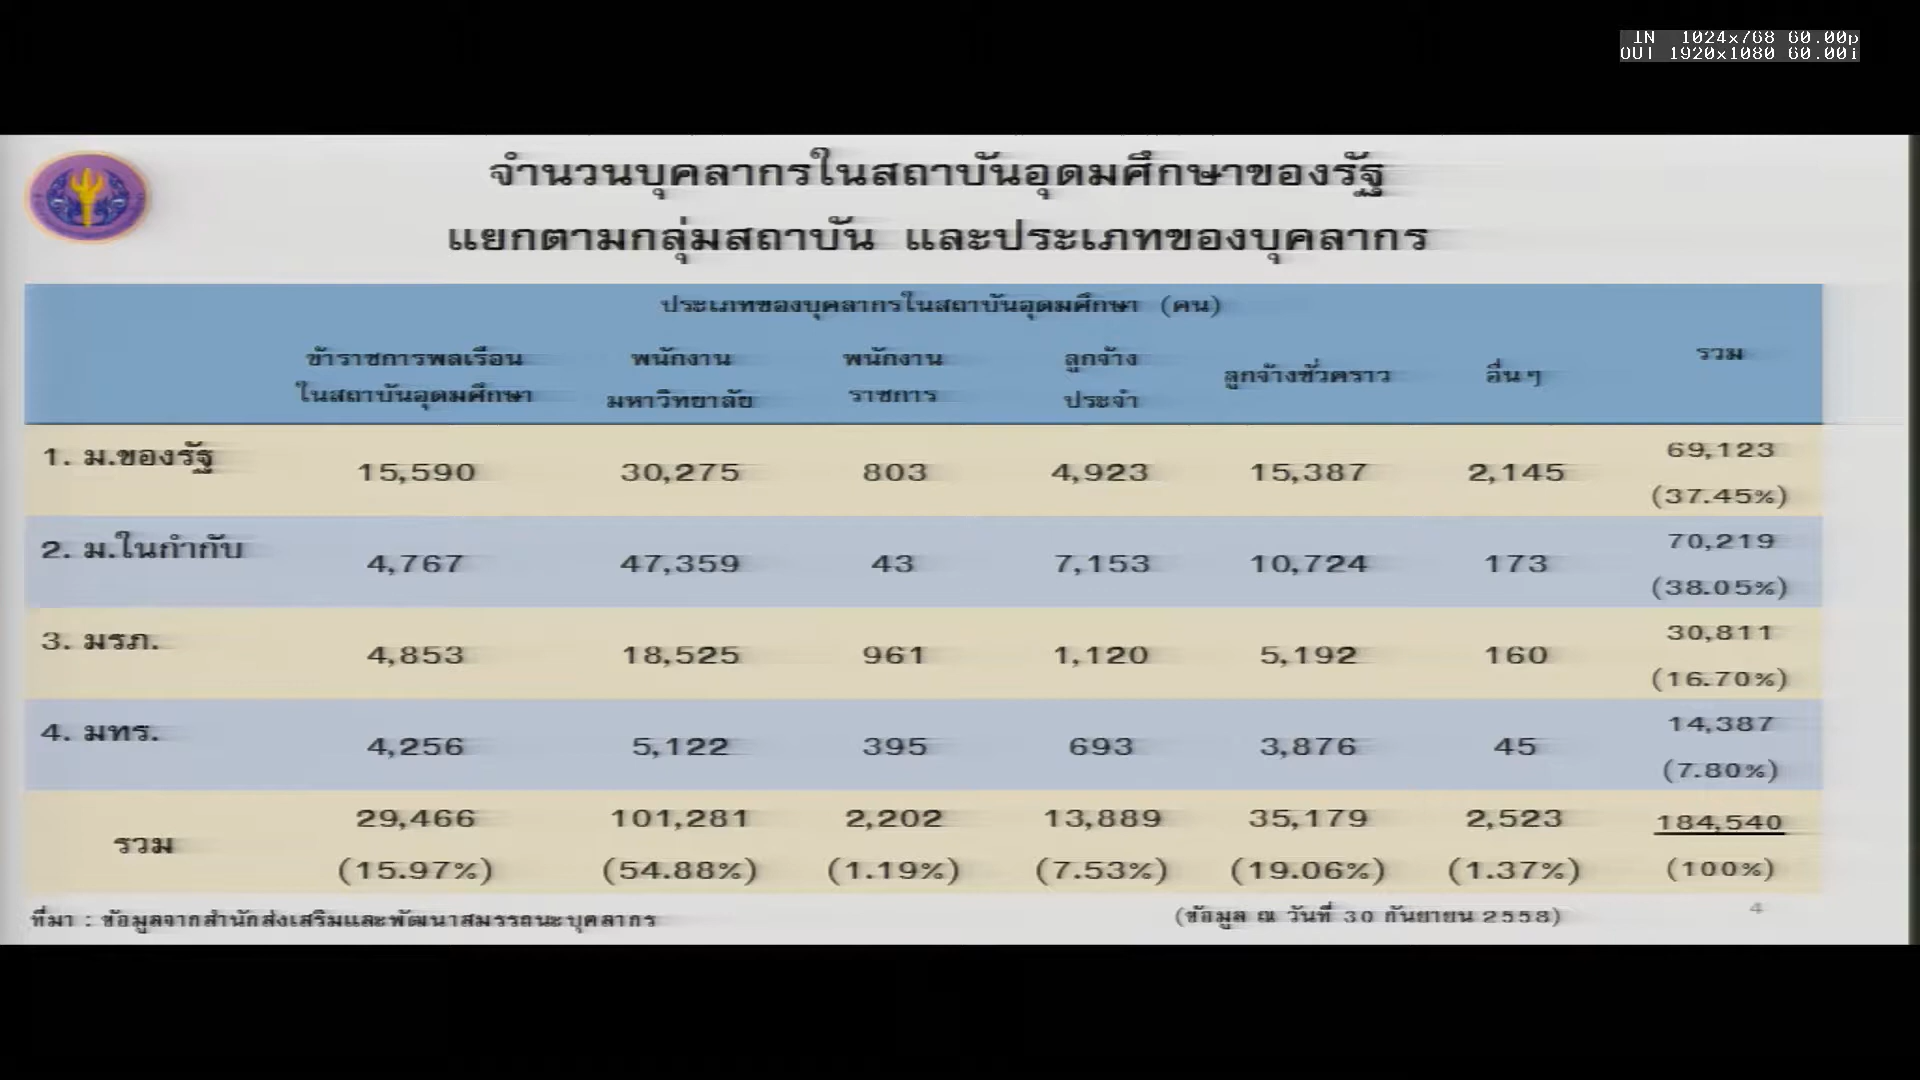 IN 1024x768 60.00p
OUT 1920x1080 60.00i
จำนวนบุคลากรในสถาบันอุดมศึกษาของรัฐ
แยกตามกลุ่มสถาบัน และประเภทของบุคลากร
ประเภทของบุคลากรในสถาบันอุดมศึกษา (คน)
ข้าราชการพลเรือน พนักงาน พนักงาน ลูกจ้าง ลูกจ้างชั่วคราว อื่นๆ รวม
ในสถาบันอุดมศึกษา มหาวิทยาลัย ราชการ ประจำ
1. ม.ของรัฐ 15,590 30,275 803 4,923 15,387 2,145 69,123
(37.45%)
2. ม.ในกำกับ 4,767 47,359 43 7,153 10,724 173 70,219
(38.05%)
3. มรภ. 4,853 18,525 961 1,120 5,192 160 30,811
(16.70%)
4. มทร. 4,256 5,122 395 693 3,876 45 14,387
(7.80%)
รวม 29,466 101,281 2,202 13,889 35,179 2,523 184,540
(15.97%) (54.88%) (1.19%) (7.53%) (19.06%) (1.37%) (100%)
ที่มา : ข้อมูลจากสำนักส่งเสริมและพัฒนาสมรรถนะบุคลากร (ข้อมูล ณ วันที่ 30 กันยายน 2558) 4